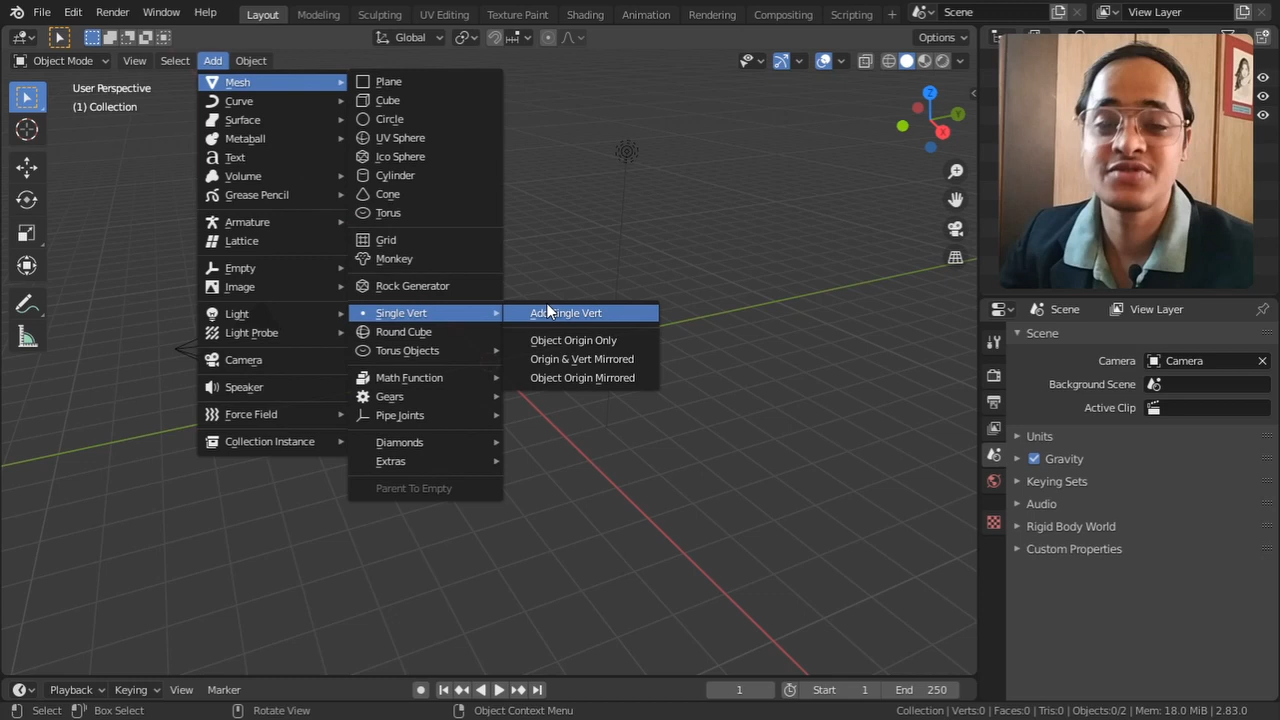 File Edit Render Window Help Layout Modeling Sculpting UV Editing Texture Paint Shading Animation Rendering Compositing Scripting + Scene View Layer
Global Options
Object Mode View Select Add Object
User Perspective
(1) Collection
Mesh
Curve
Surface
Metaball
Text
Volume
Grease Pencil
Armature
Lattice
Empty
Image
Light
Light Probe
Camera
Speaker
Force Field
Collection Instance
Plane
Cube
Circle
UV Sphere
Ico Sphere
Cylinder
Cone
Torus
Grid
Monkey
Rock Generator
Single Vert
Round Cube
Torus Objects
Math Function
Gears
Pipe Joints
Diamonds
Extras
Parent To Empty
Add Single Vert
Object Origin Only
Origin & Vert Mirrored
Object Origin Mirrored
Z
Y
X
Scene View Layer
Scene
Camera Camera
Background Scene
Active Clip
Units
Gravity
Keying Sets
Audio
Rigid Body World
Custom Properties
Playback Keying View Marker 1 Start 1 End 250
Select Box Select Rotate View Object Context Menu Collection | Verts:0 | Faces:0 | Tris:0 | Objects:0/2 | Mem: 18.0 MiB | 2.83.0